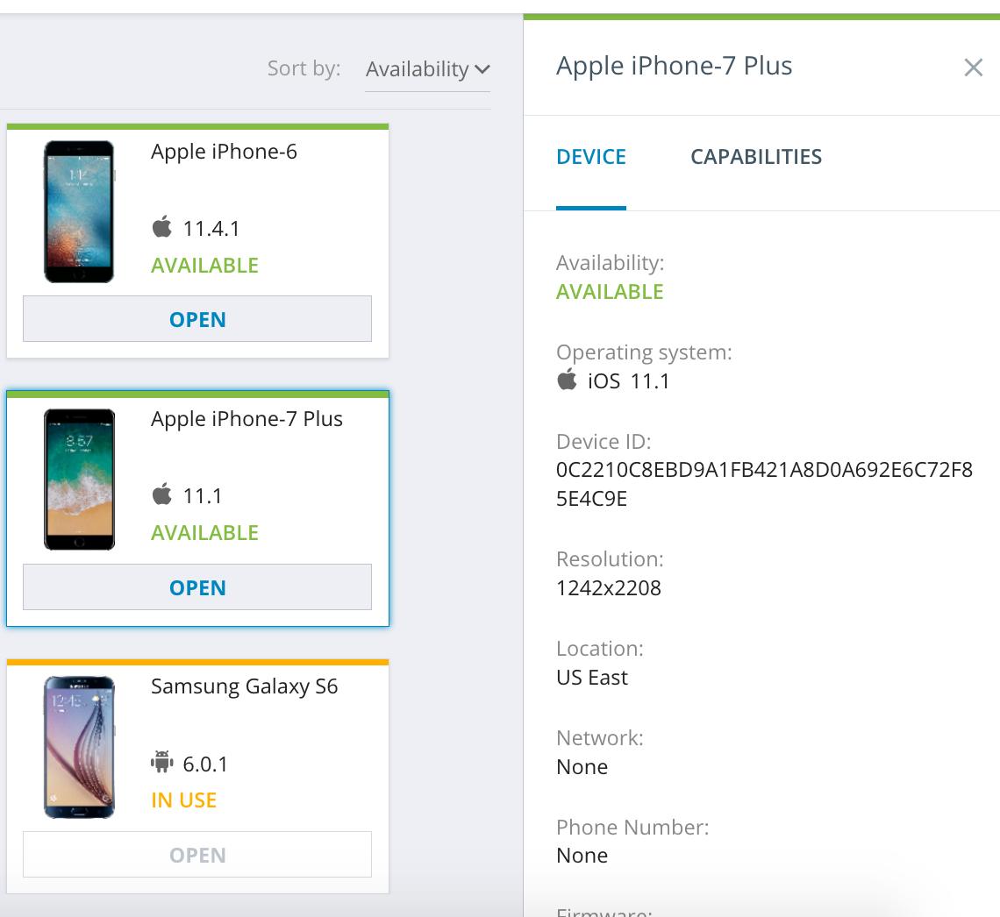 Sort by: Availability
Apple iPhone-6
11.4.1
AVAILABLE
OPEN
Apple iPhone-7 Plus
8:57
11.1
AVAILABLE
OPEN
Samsung Galaxy S6
12:45
6.0.1
IN USE
OPEN
Apple iPhone-7 Plus
DEVICE CAPABILITIES
Availability:
AVAILABLE
Operating system:
iOS 11.1
Device ID:
0C2210C8EBD9A1FB421A8D0A692E6C72F8
5E4C9E
Resolution:
1242x2208
Location:
US East
Network:
None
Phone Number:
None
Firmware: